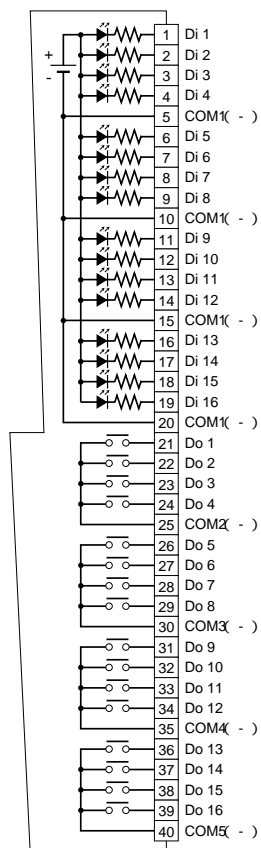 +
-
1 Di 1
2 Di 2
3 Di 3
4 Di 4
5 COM1( - )
6 Di 5
7 Di 6
8 Di 7
9 Di 8
10 COM1( - )
11 Di 9
12 Di 10
13 Di 11
14 Di 12
15 COM1( - )
16 Di 13
17 Di 14
18 Di 15
19 Di 16
20 COM1( - )
21 Do 1
22 Do 2
23 Do 3
24 Do 4
25 COM2( - )
26 Do 5
27 Do 6
28 Do 7
29 Do 8
30 COM3( - )
31 Do 9
32 Do 10
33 Do 11
34 Do 12
35 COM4( - )
36 Do 13
37 Do 14
38 Do 15
39 Do 16
40 COM5( - )